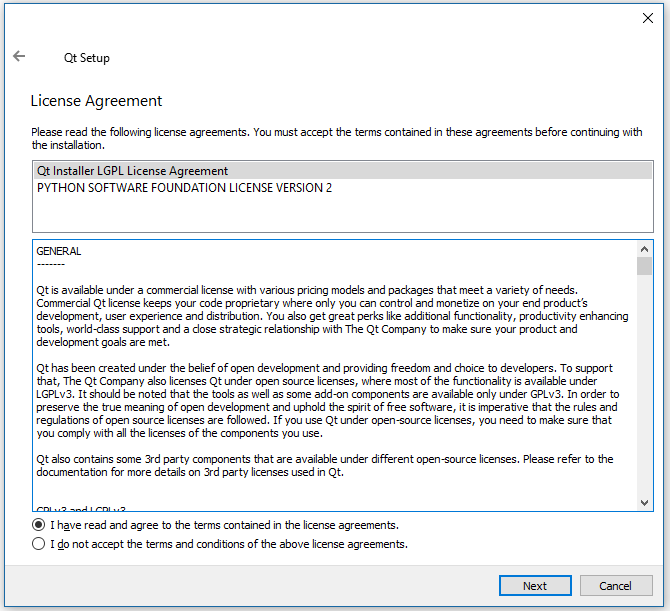 Qt Setup
License Agreement
Please read the following license agreements. You must accept the terms contained in these agreements before continuing with
the installation.
Qt Installer LGPL License Agreement
PYTHON SOFTWARE FOUNDATION LICENSE VERSION 2
GENERAL
-------
Qt is available under a commercial license with various pricing models and packages that meet a variety of needs.
Commercial Qt license keeps your code proprietary where only you can control and monetize on your end product's
development, user experience and distribution. You also get great perks like additional functionality, productivity enhancing
tools, world-class support and a close strategic relationship with The Qt Company to make sure your product and
development goals are met.
Qt has been created under the belief of open development and providing freedom and choice to developers. To support
that, The Qt Company also licenses Qt under open source licenses, where most of the functionality is available under
LGPLv3. It should be noted that the tools as well as some add-on components are available only under GPLv3. In order to
preserve the true meaning of open development and uphold the spirit of free software, it is imperative that the rules and
regulations of open source licenses are followed. If you use Qt under open-source licenses, you need to make sure that
you comply with all the licenses of the components you use.
Qt also contains some 3rd party components that are available under different open-source licenses. Please refer to the
documentation for more details on 3rd party licenses used in Qt.
GPLv3 and LGPLv3
I have read and agree to the terms contained in the license agreements.
I do not accept the terms and conditions of the above license agreements.
Next
Cancel